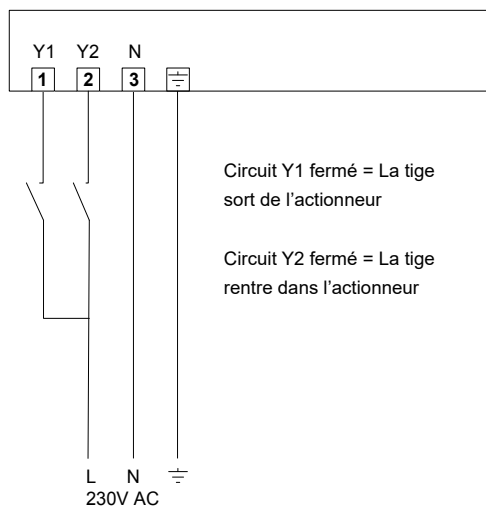 Y1 Y2 N
1 2 3
Circuit Y1 fermé = La tige
sort de l’actionneur
Circuit Y2 fermé = La tige
rentre dans l’actionneur
L N
230V AC